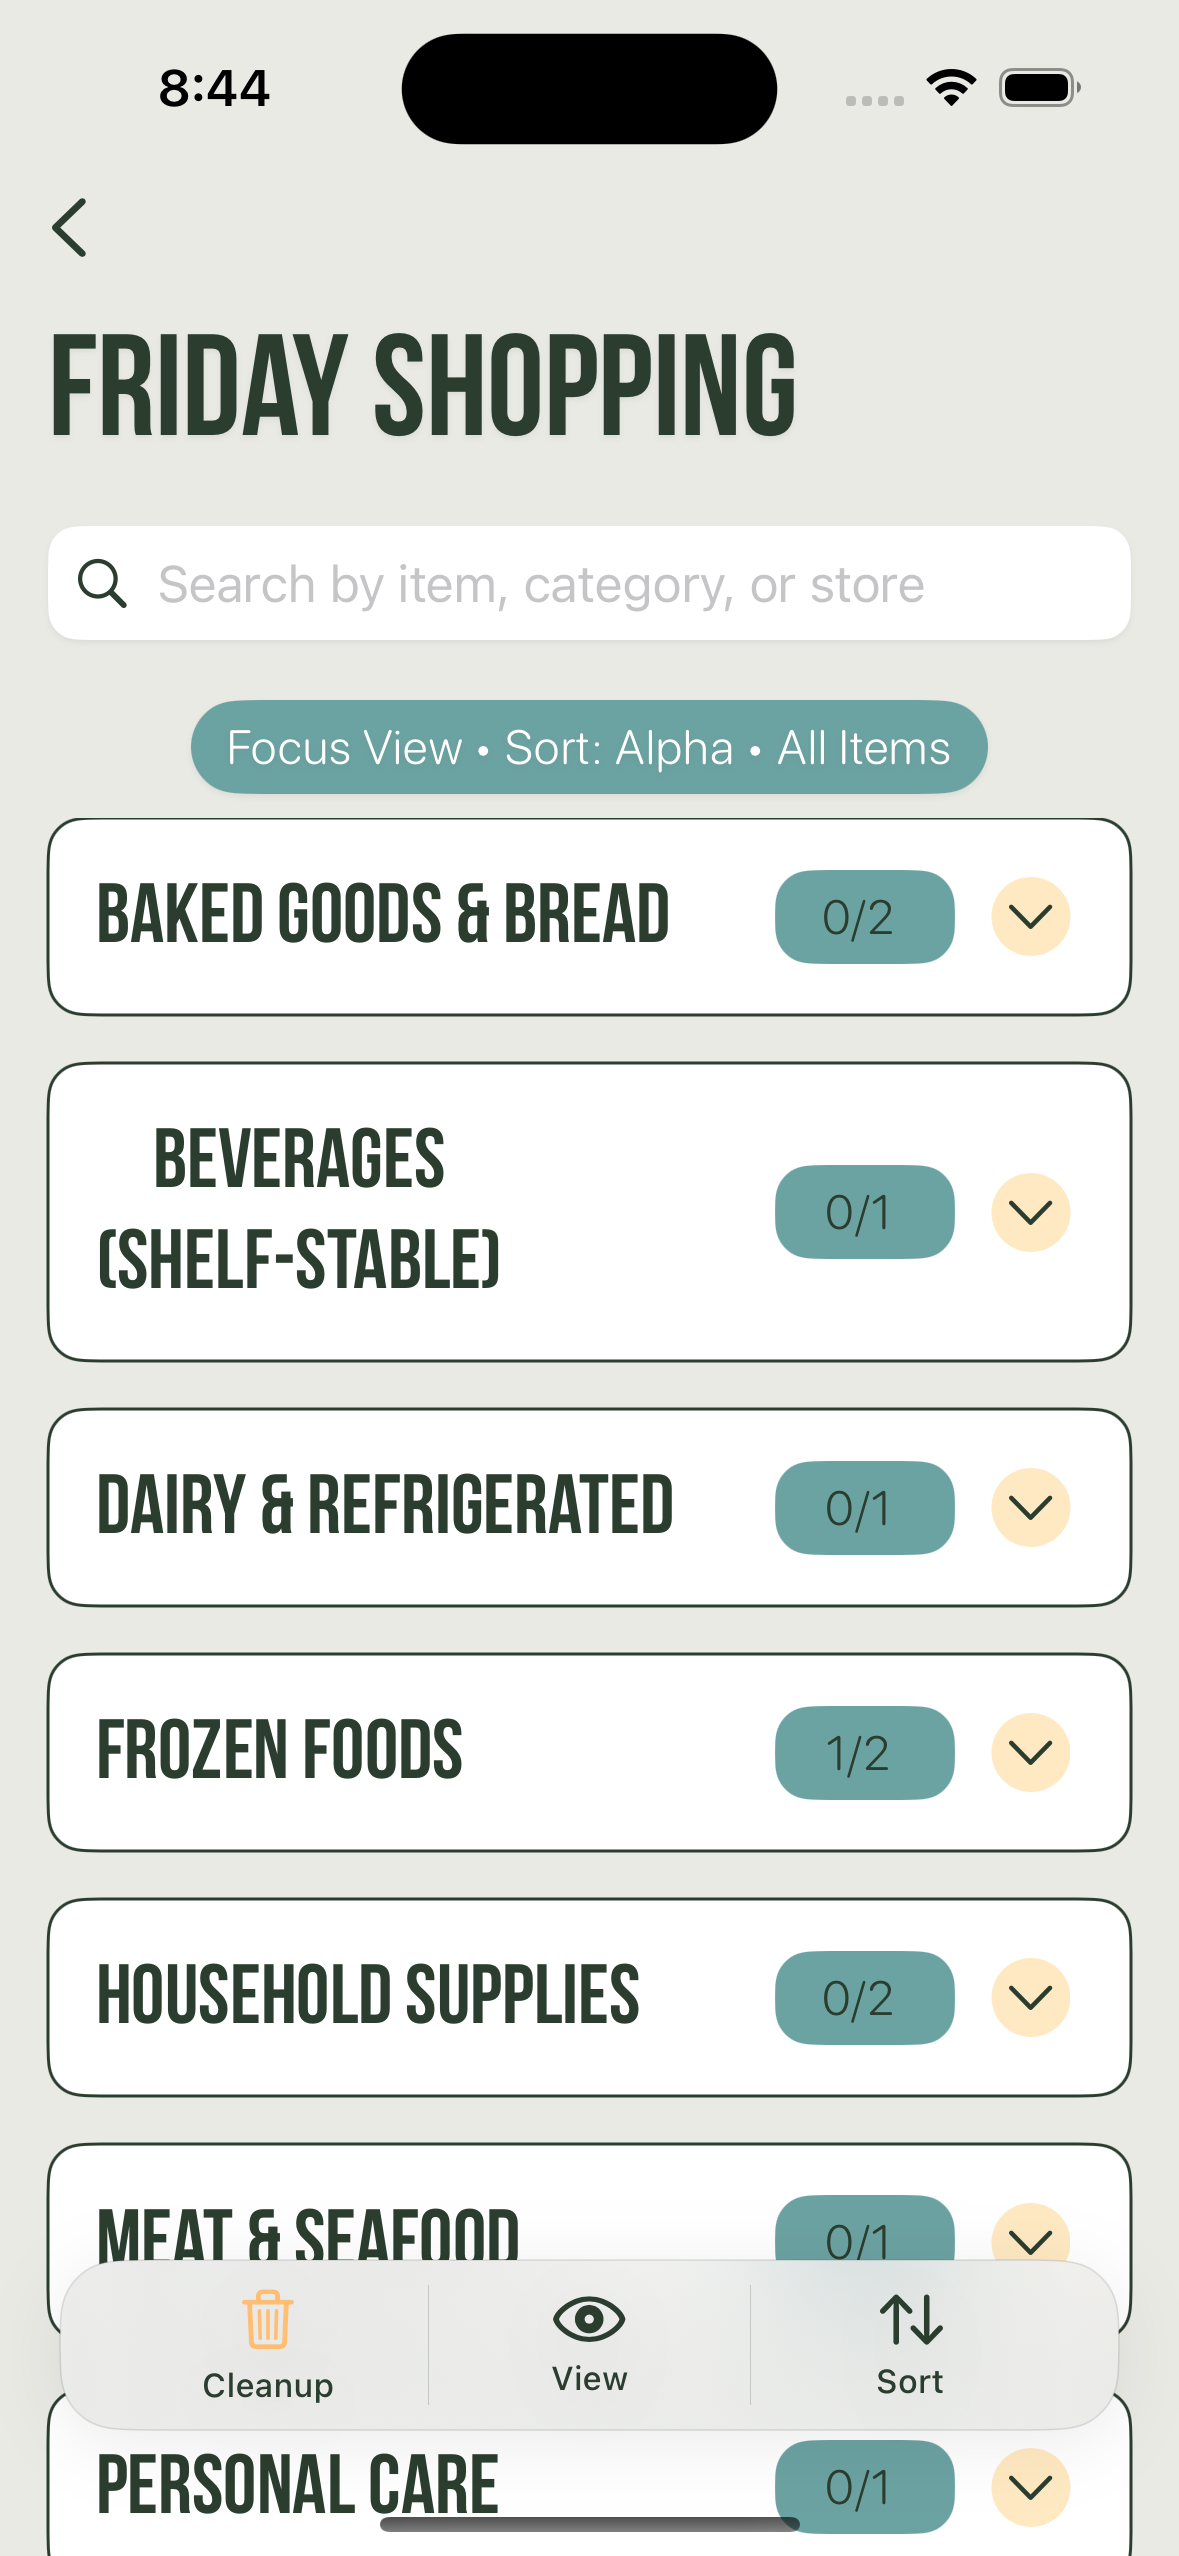 8:44
FRIDAY SHOPPING
Search by item, category, or store
Focus View • Sort: Alpha • All Items
BAKED GOODS & BREAD 0/2
BEVERAGES
(SHELF-STABLE) 0/1
DAIRY & REFRIGERATED 0/1
FROZEN FOODS 1/2
HOUSEHOLD SUPPLIES 0/2
MEAT & SEAFOOD 0/1
Cleanup View Sort
PERSONAL CARE 0/1